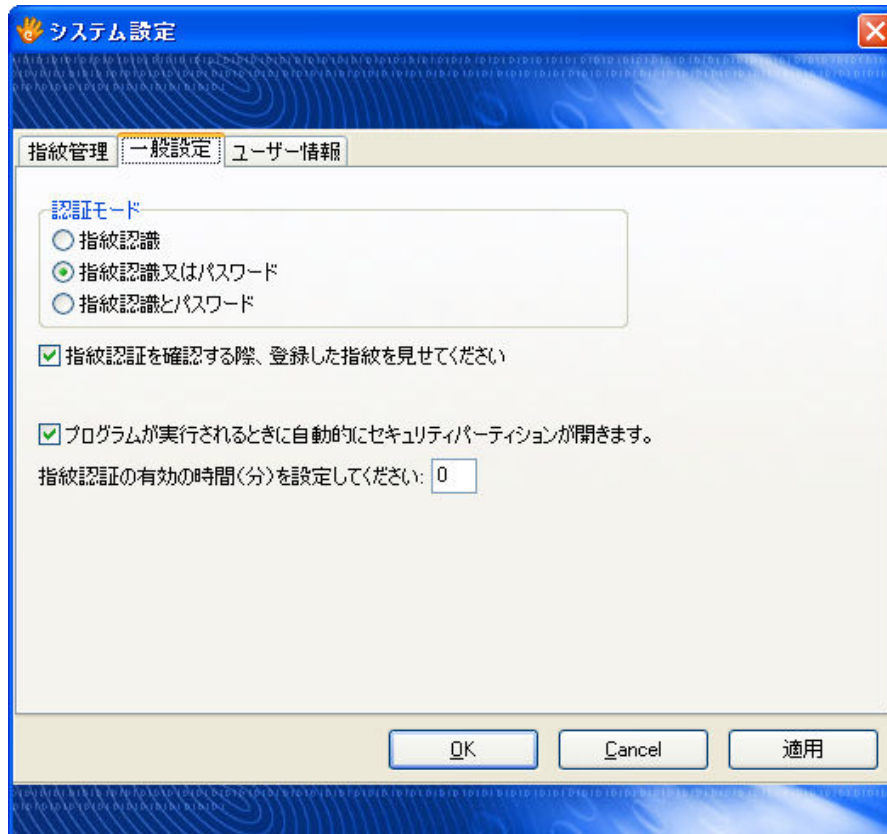 システム設定
指紋管理 一般設定 ユーザー情報
認証モード
指紋認識
指紋認識又はパスワード
指紋認識とパスワード
指紋認証を確認する際、登録した指紋を見せてください
プログラムが実行されるときに自動的にセキュリティパーティションが開きます。
指紋認証の有効の時間(分)を設定してください: 0
OK Cancel 適用